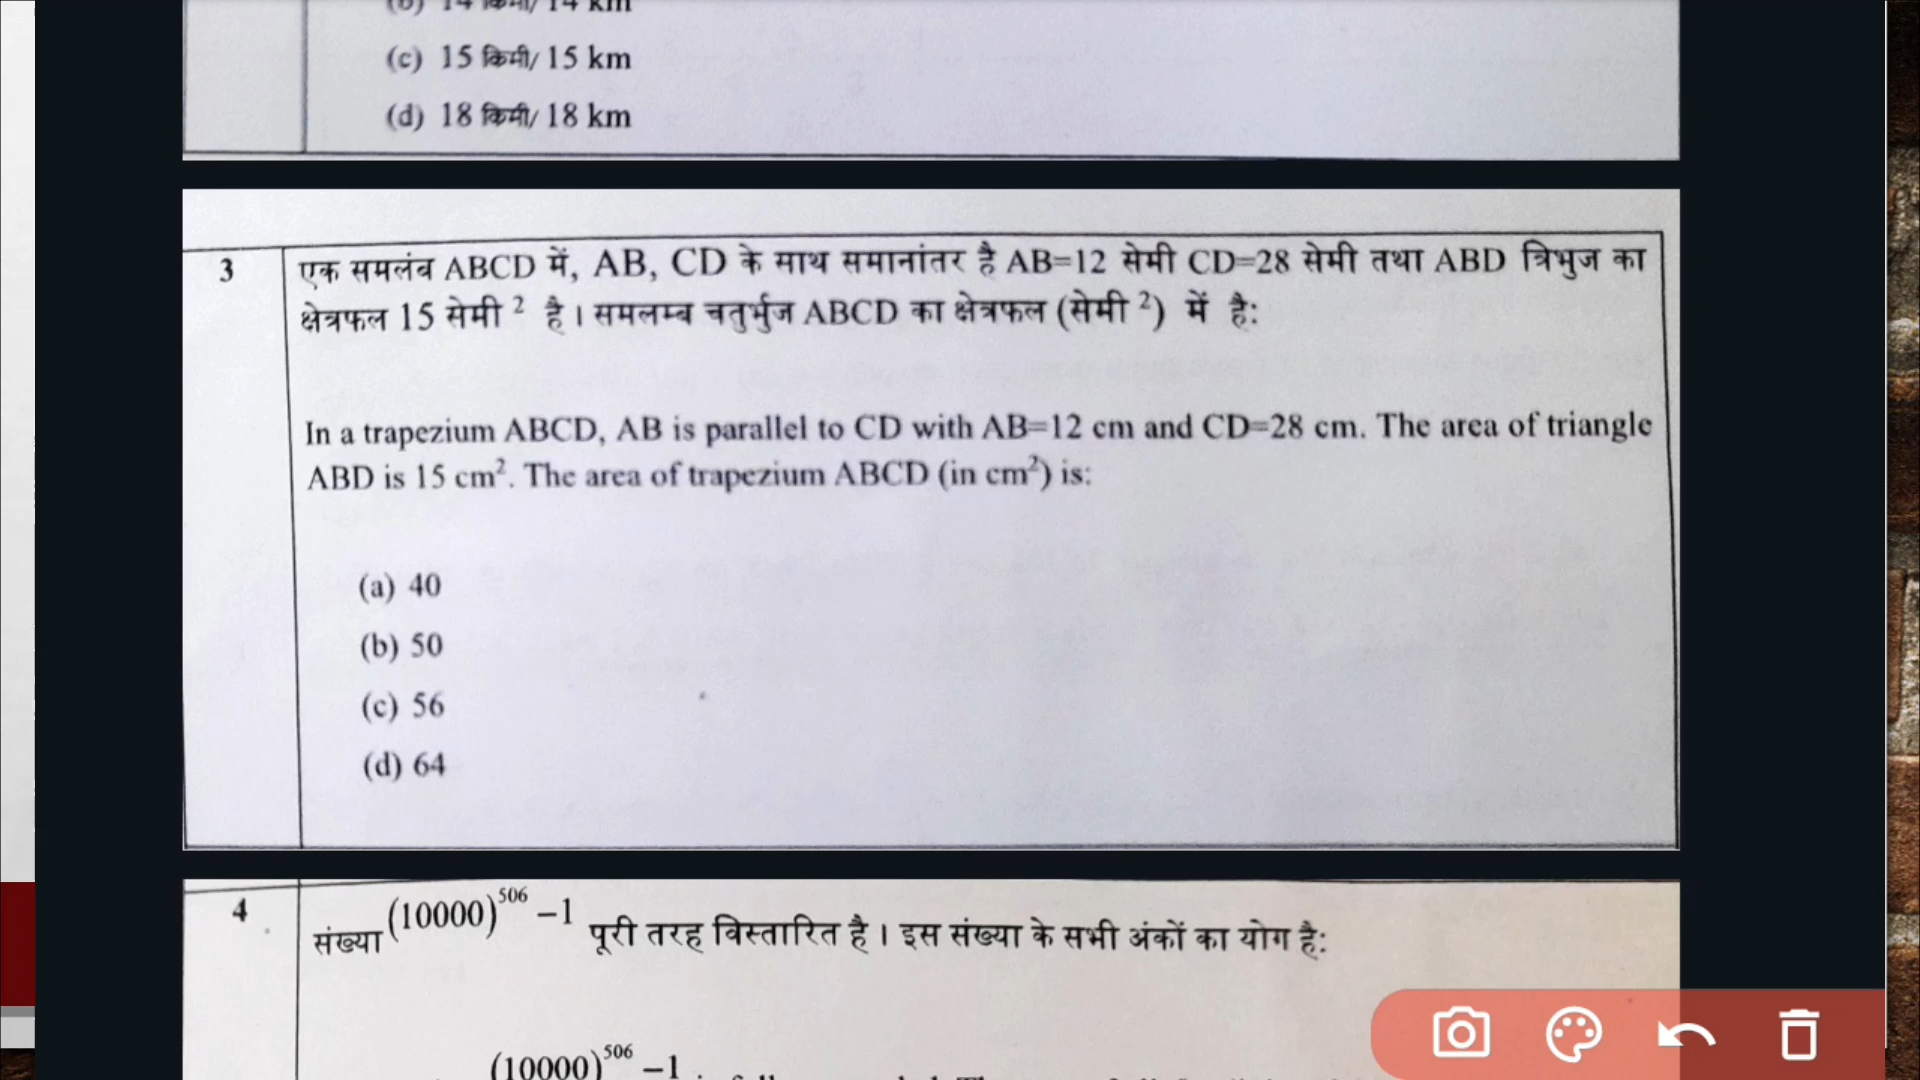 (b) 14 किमी/ 14 km
(c) 15 किमी/ 15 km
(d) 18 किमी/ 18 km
3 एक समलंब ABCD में, AB, CD के साथ समानांतर है AB=12 सेमी CD=28 सेमी तथा ABD त्रिभुज का
क्षेत्रफल 15 सेमी ² है। समलम्ब चतुर्भुज ABCD का क्षेत्रफल (सेमी ²) में है:
In a trapezium ABCD, AB is parallel to CD with AB=12 cm and CD=28 cm. The area of triangle
ABD is 15 cm². The area of trapezium ABCD (in cm²) is:
(a) 40
(b) 50
(c) 56
(d) 64
4 संख्या (10000)⁵⁰⁶ –1 पूरी तरह विस्तारित है। इस संख्या के सभी अंकों का योग है:
(10000)⁵⁰⁶ –1